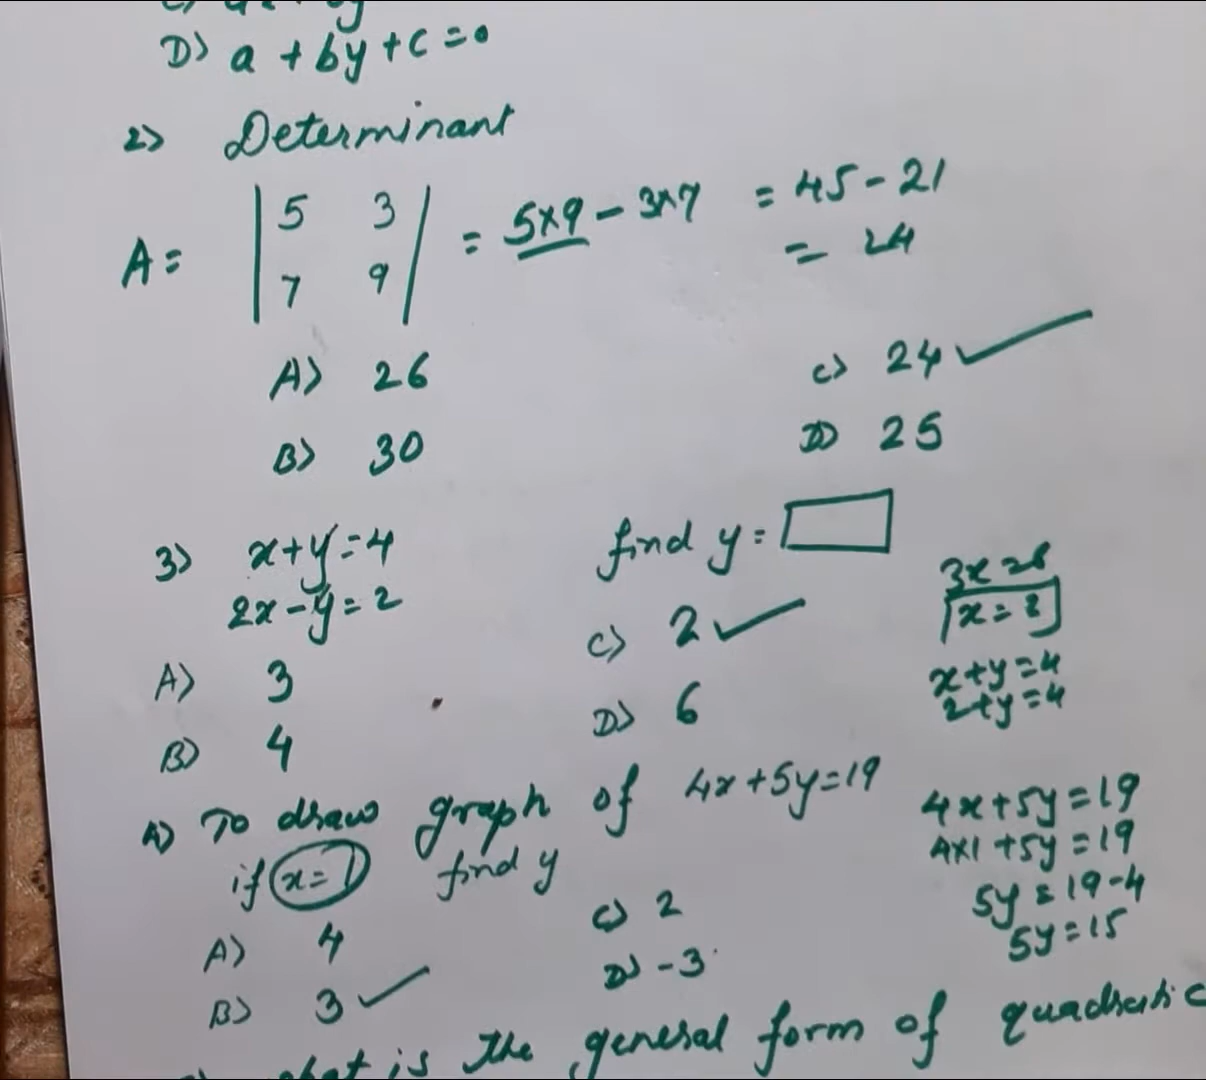 D) a + by + c = 0
2) Determinant
A = | 5 3 | = 5×9 - 3×7 = 45 - 21
| 7 9 | = 24
A) 26
C) 24 ✓
B) 30
D) 25
3) x+y=4 find y =
2x-y=2
3x = 6
x = 2
A) 3
C) 2 ✓
x+y=4
2+y=4
B) 4
D) 6
4) To draw graph of 4x+5y=19
if x=1 find y
4x+5y=19
4×1+5y=19
5y = 19-4
5y=15
A) 4
C) 2
B) 3 ✓
D) -3
is the general form of quadratic